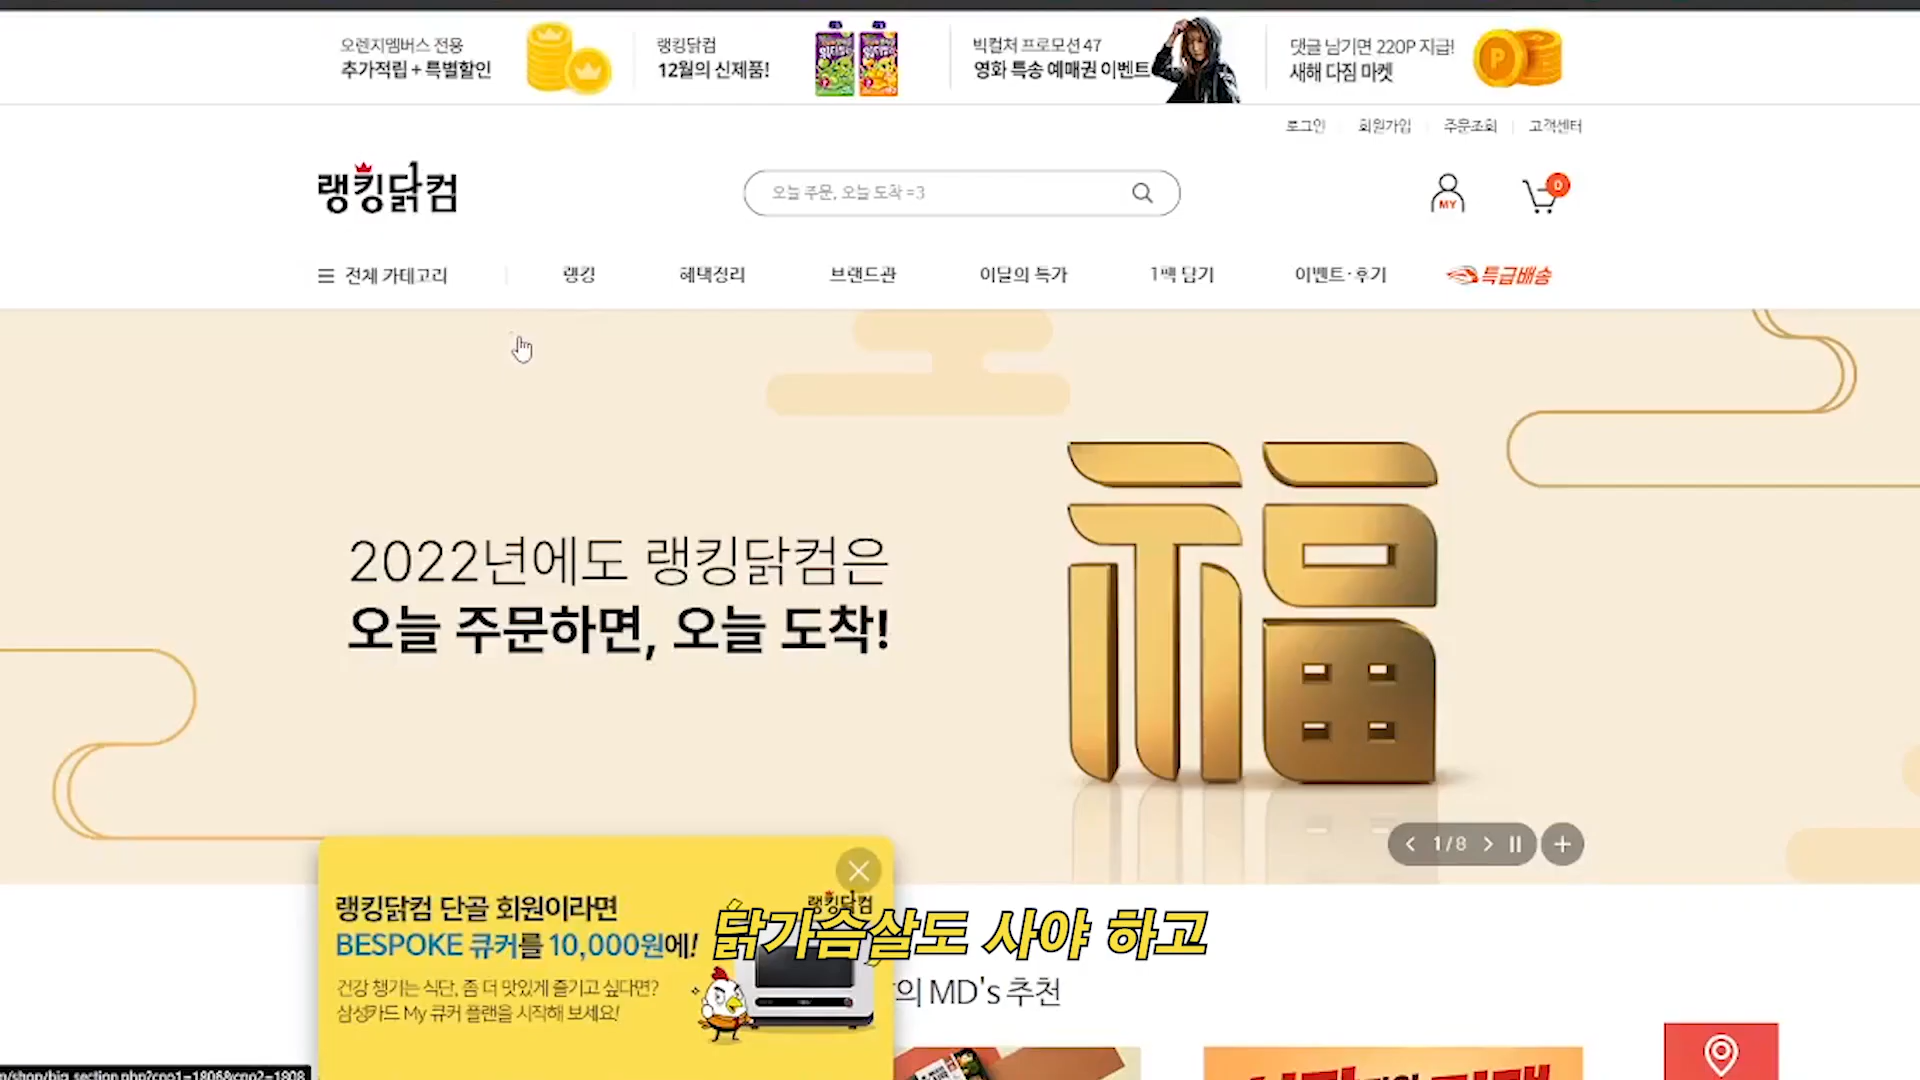 오렌지멤버스 전용
추가적립 + 특별할인
랭킹닭컴
12월의 신제품!
빅컬처 프로모션 47
영화 특송 예매권 이벤트
댓글 남기면 220P 지급!
새해 다짐 마켓
P
로그인 회원가입 주문조회 고객센터
랭킹닭컴
오늘 주문, 오늘 도착 =3
MY
0
전체 카테고리 랭킹 혜택정리 브랜드관 이달의 특가 1팩 담기 이벤트·후기 특급배송
2022년에도 랭킹닭컴은
오늘 주문하면, 오늘 도착!
福
1/8
랭킹닭컴
랭킹닭컴 단골 회원이라면
BESPOKE 큐커를 10,000원에!
닭가슴살도 사야 하고
건강 챙기는 식단, 좀 더 맛있게 즐기고 싶다면?
삼성카드 My 큐커 플랜을 시작해 보세요!
의 MD's 추천
m/shop/big_section.php?cno1=1806&cno2=1808